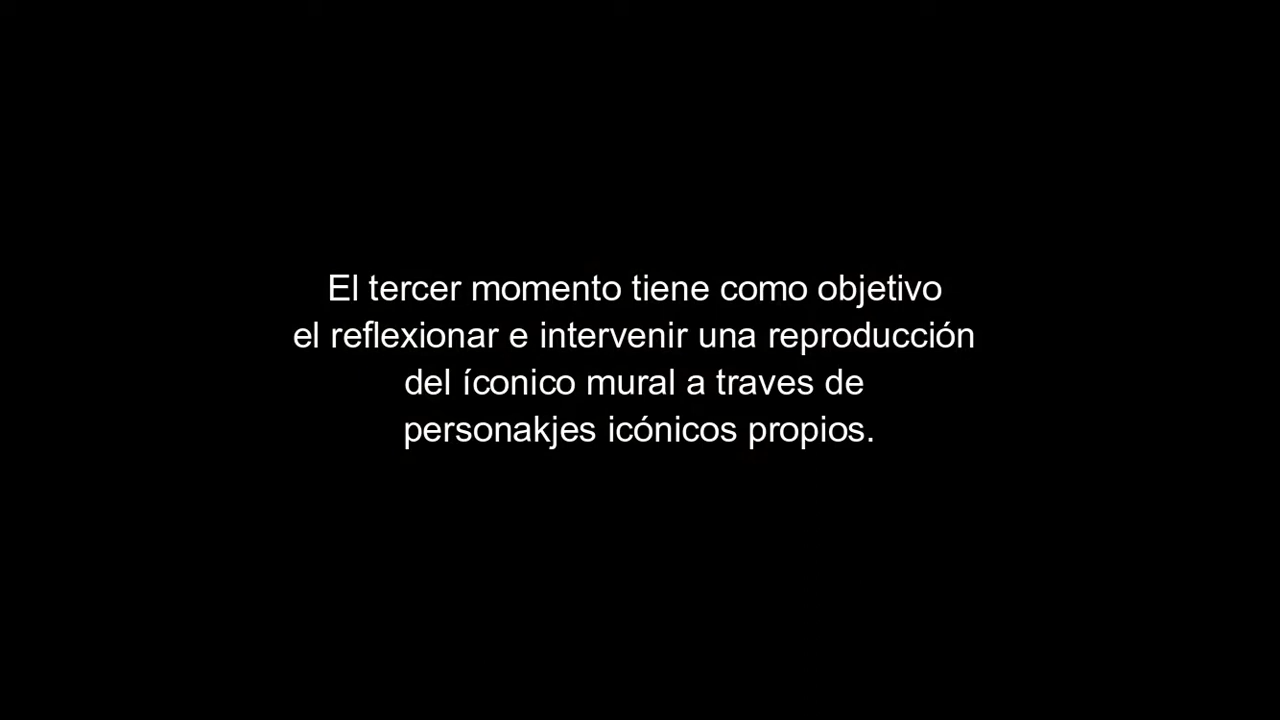 El tercer momento tiene como objetivo
el reflexionar e intervenir una reproducción
del íconico mural a traves de
personakjes icónicos propios.